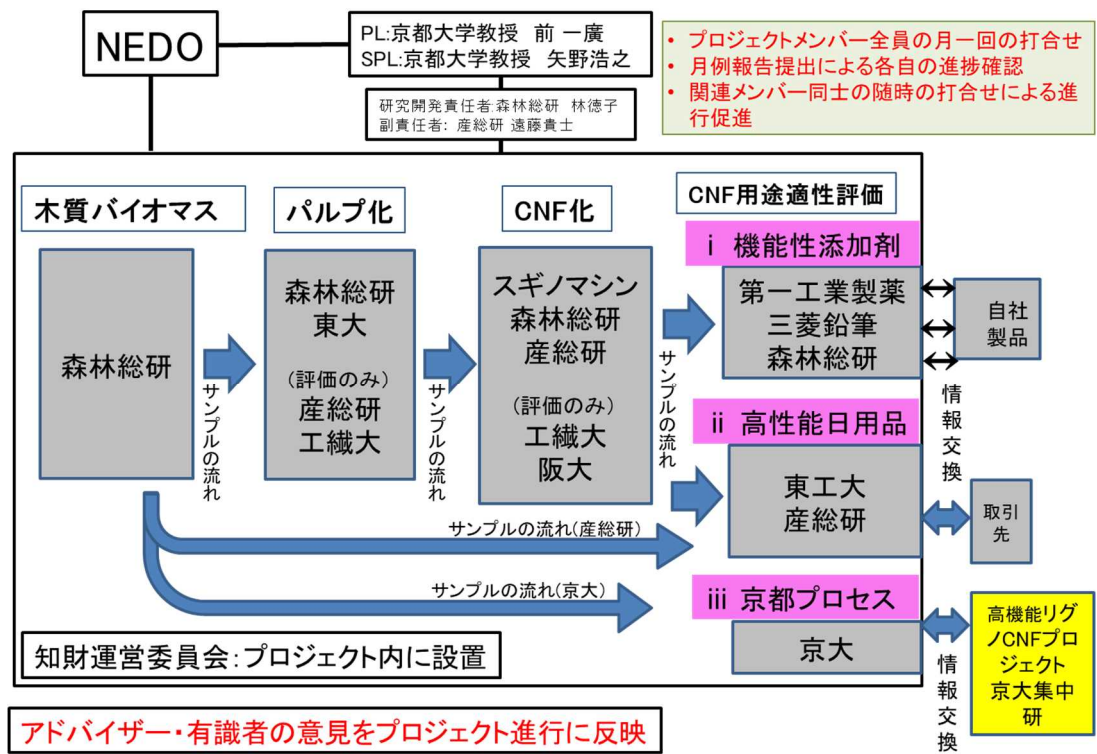 NEDO
PL:京都大学教授 前 一廣
SPL:京都大学教授 矢野浩之
研究開発責任者:森林総研 林徳子
副責任者: 産総研 遠藤貴士
• プロジェクトメンバー全員の月一回の打合せ
• 月例報告提出による各自の進捗確認
• 関連メンバー同士の随時の打合せによる進
行促進
木質バイオマス
森林総研
サンプルの流れ
パルプ化
森林総研
東大
(評価のみ)
産総研
工繊大
サンプルの流れ
CNF化
スギノマシン
森林総研
産総研
(評価のみ)
工繊大
阪大
サンプルの流れ
CNF用途適性評価
ⅰ 機能性添加剤
第一工業製薬
三菱鉛筆
森林総研
自社
製品
情報交換
ⅱ 高性能日用品
東工大
産総研
取引
先
サンプルの流れ(産総研)
サンプルの流れ(京大)
ⅲ 京都プロセス
京大
高機能リグ
ノCNFプロ
ジェクト
京大集中
研
情報交換
知財運営委員会:プロジェクト内に設置
アドバイザー・有識者の意見をプロジェクト進行に反映